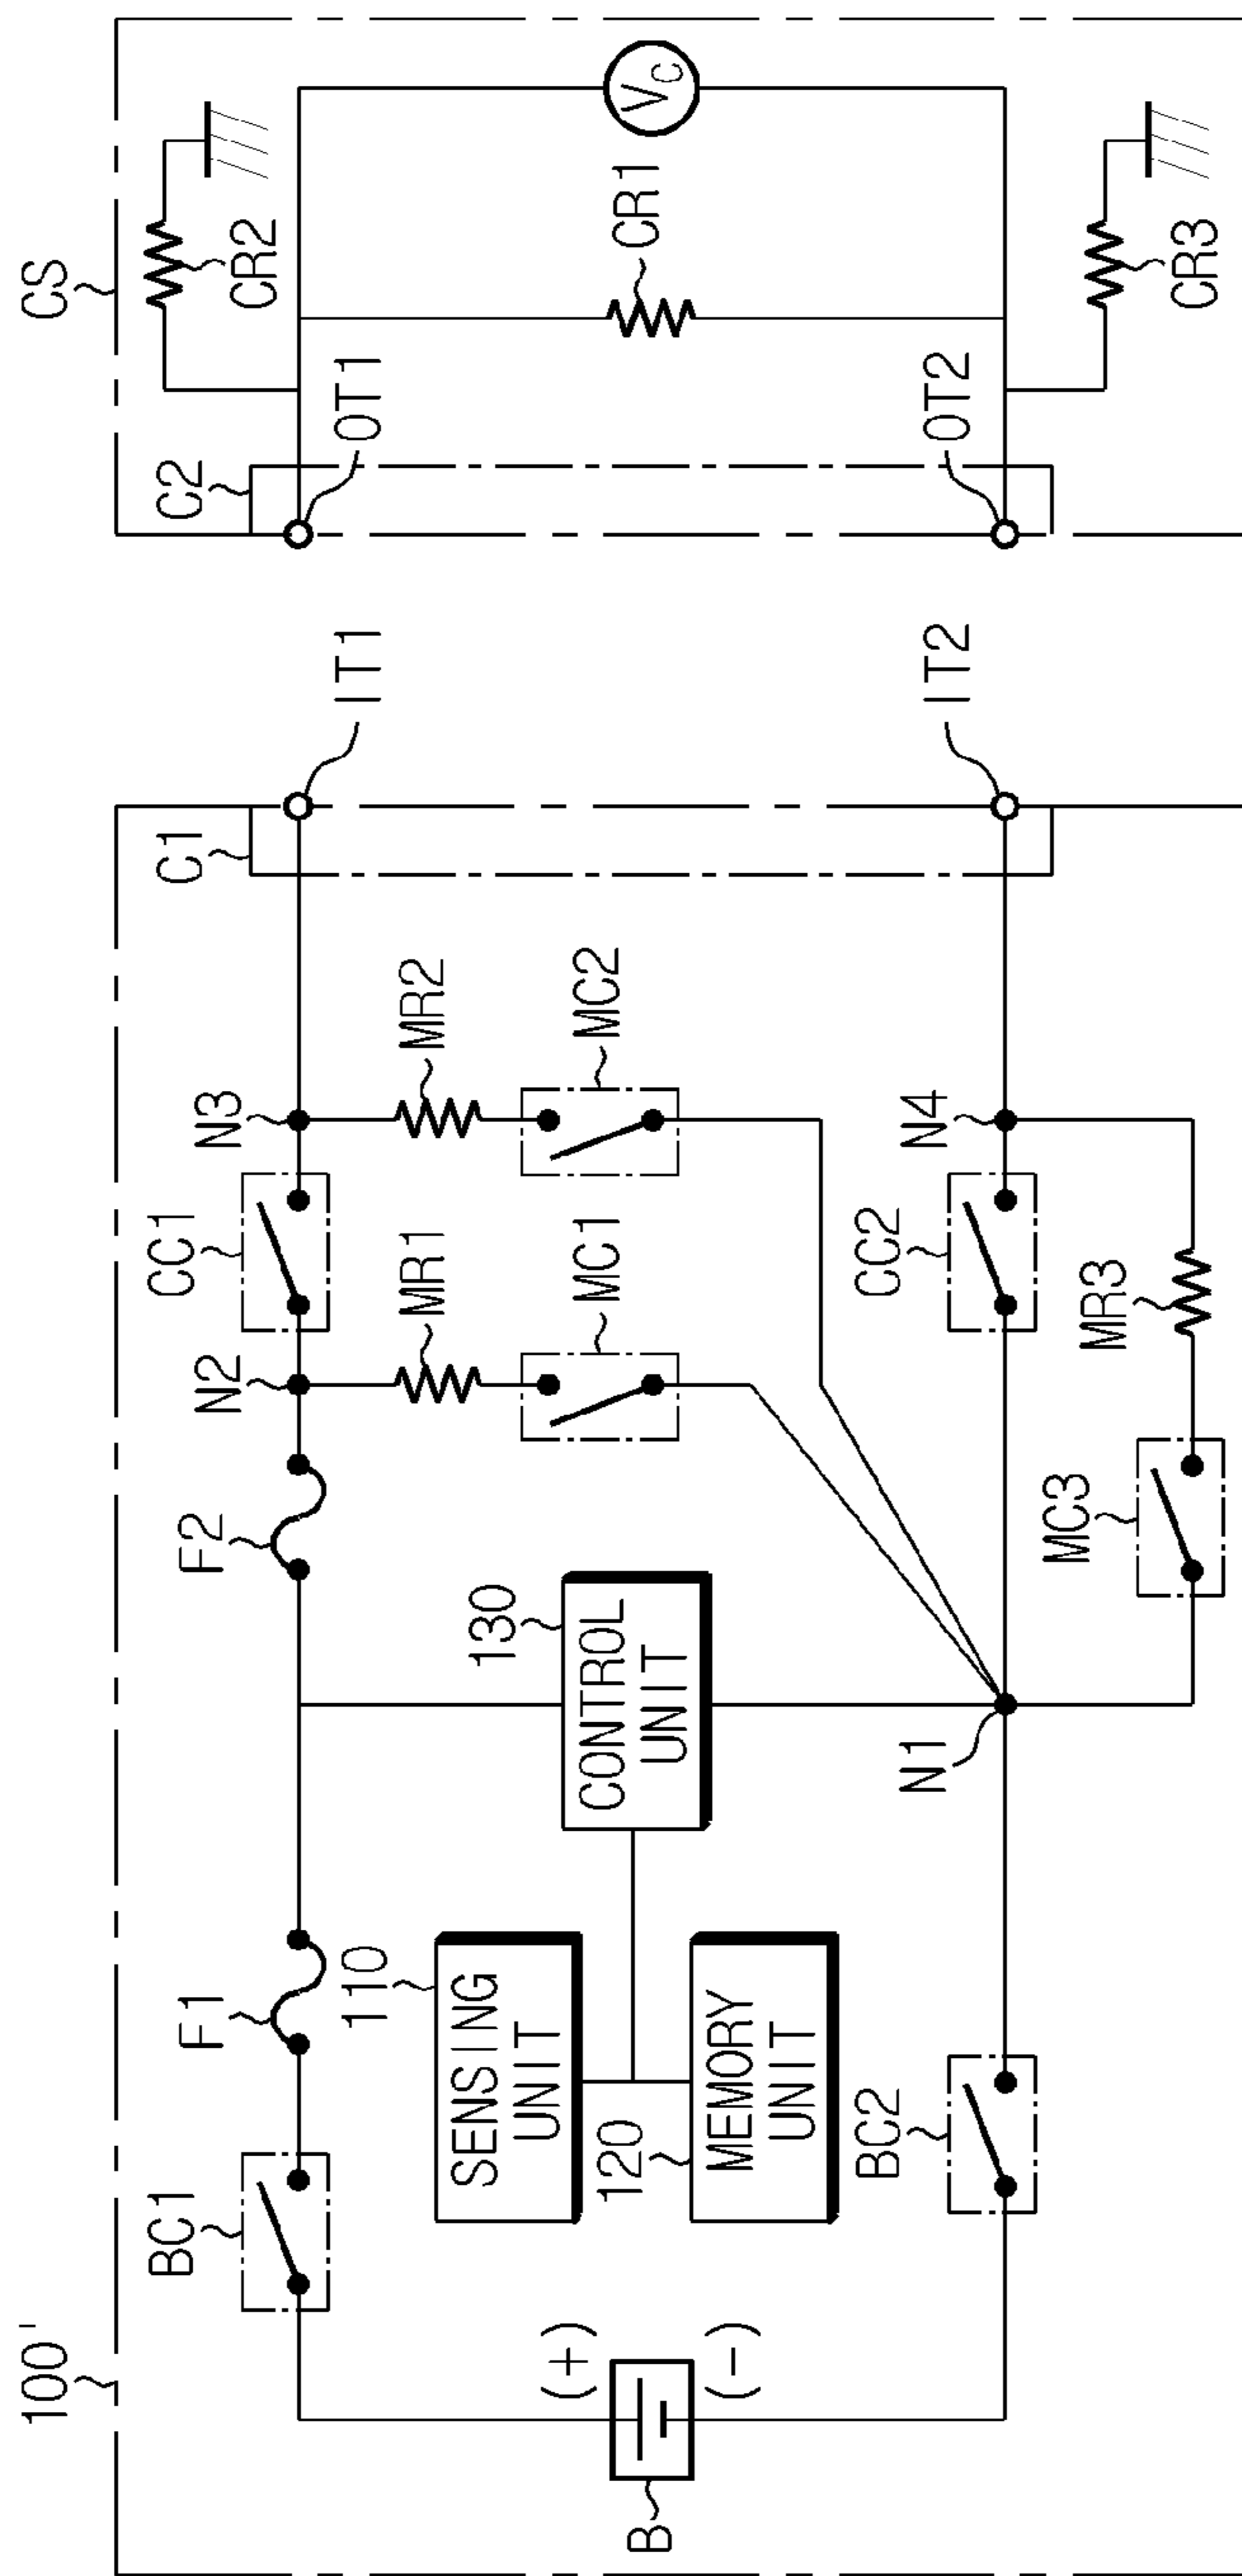 100'
CS
BC1
F1
F2
N2
CC1
N3
C1
C2
CR2
IT1
OT1
110
SENSING
UNIT
130
CONTROL
UNIT
MR1
MR2
(+)
B
(-)
120
MEMORY
UNIT
MC1
MC2
CR1
VC
BC2
N1
CC2
N4
IT2
OT2
MC3
MR3
CR3